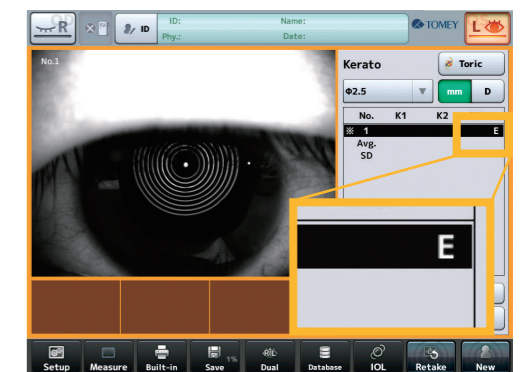 R ID ID: Name: TOMEY L
Phy.: Date:
No.1
Kerato Toric
Φ2.5 mm D
No. K1 K2
※ 1 E
Avg.
SD
E
1%
Setup Measure Built-in Save Dual Database IOL Retake New